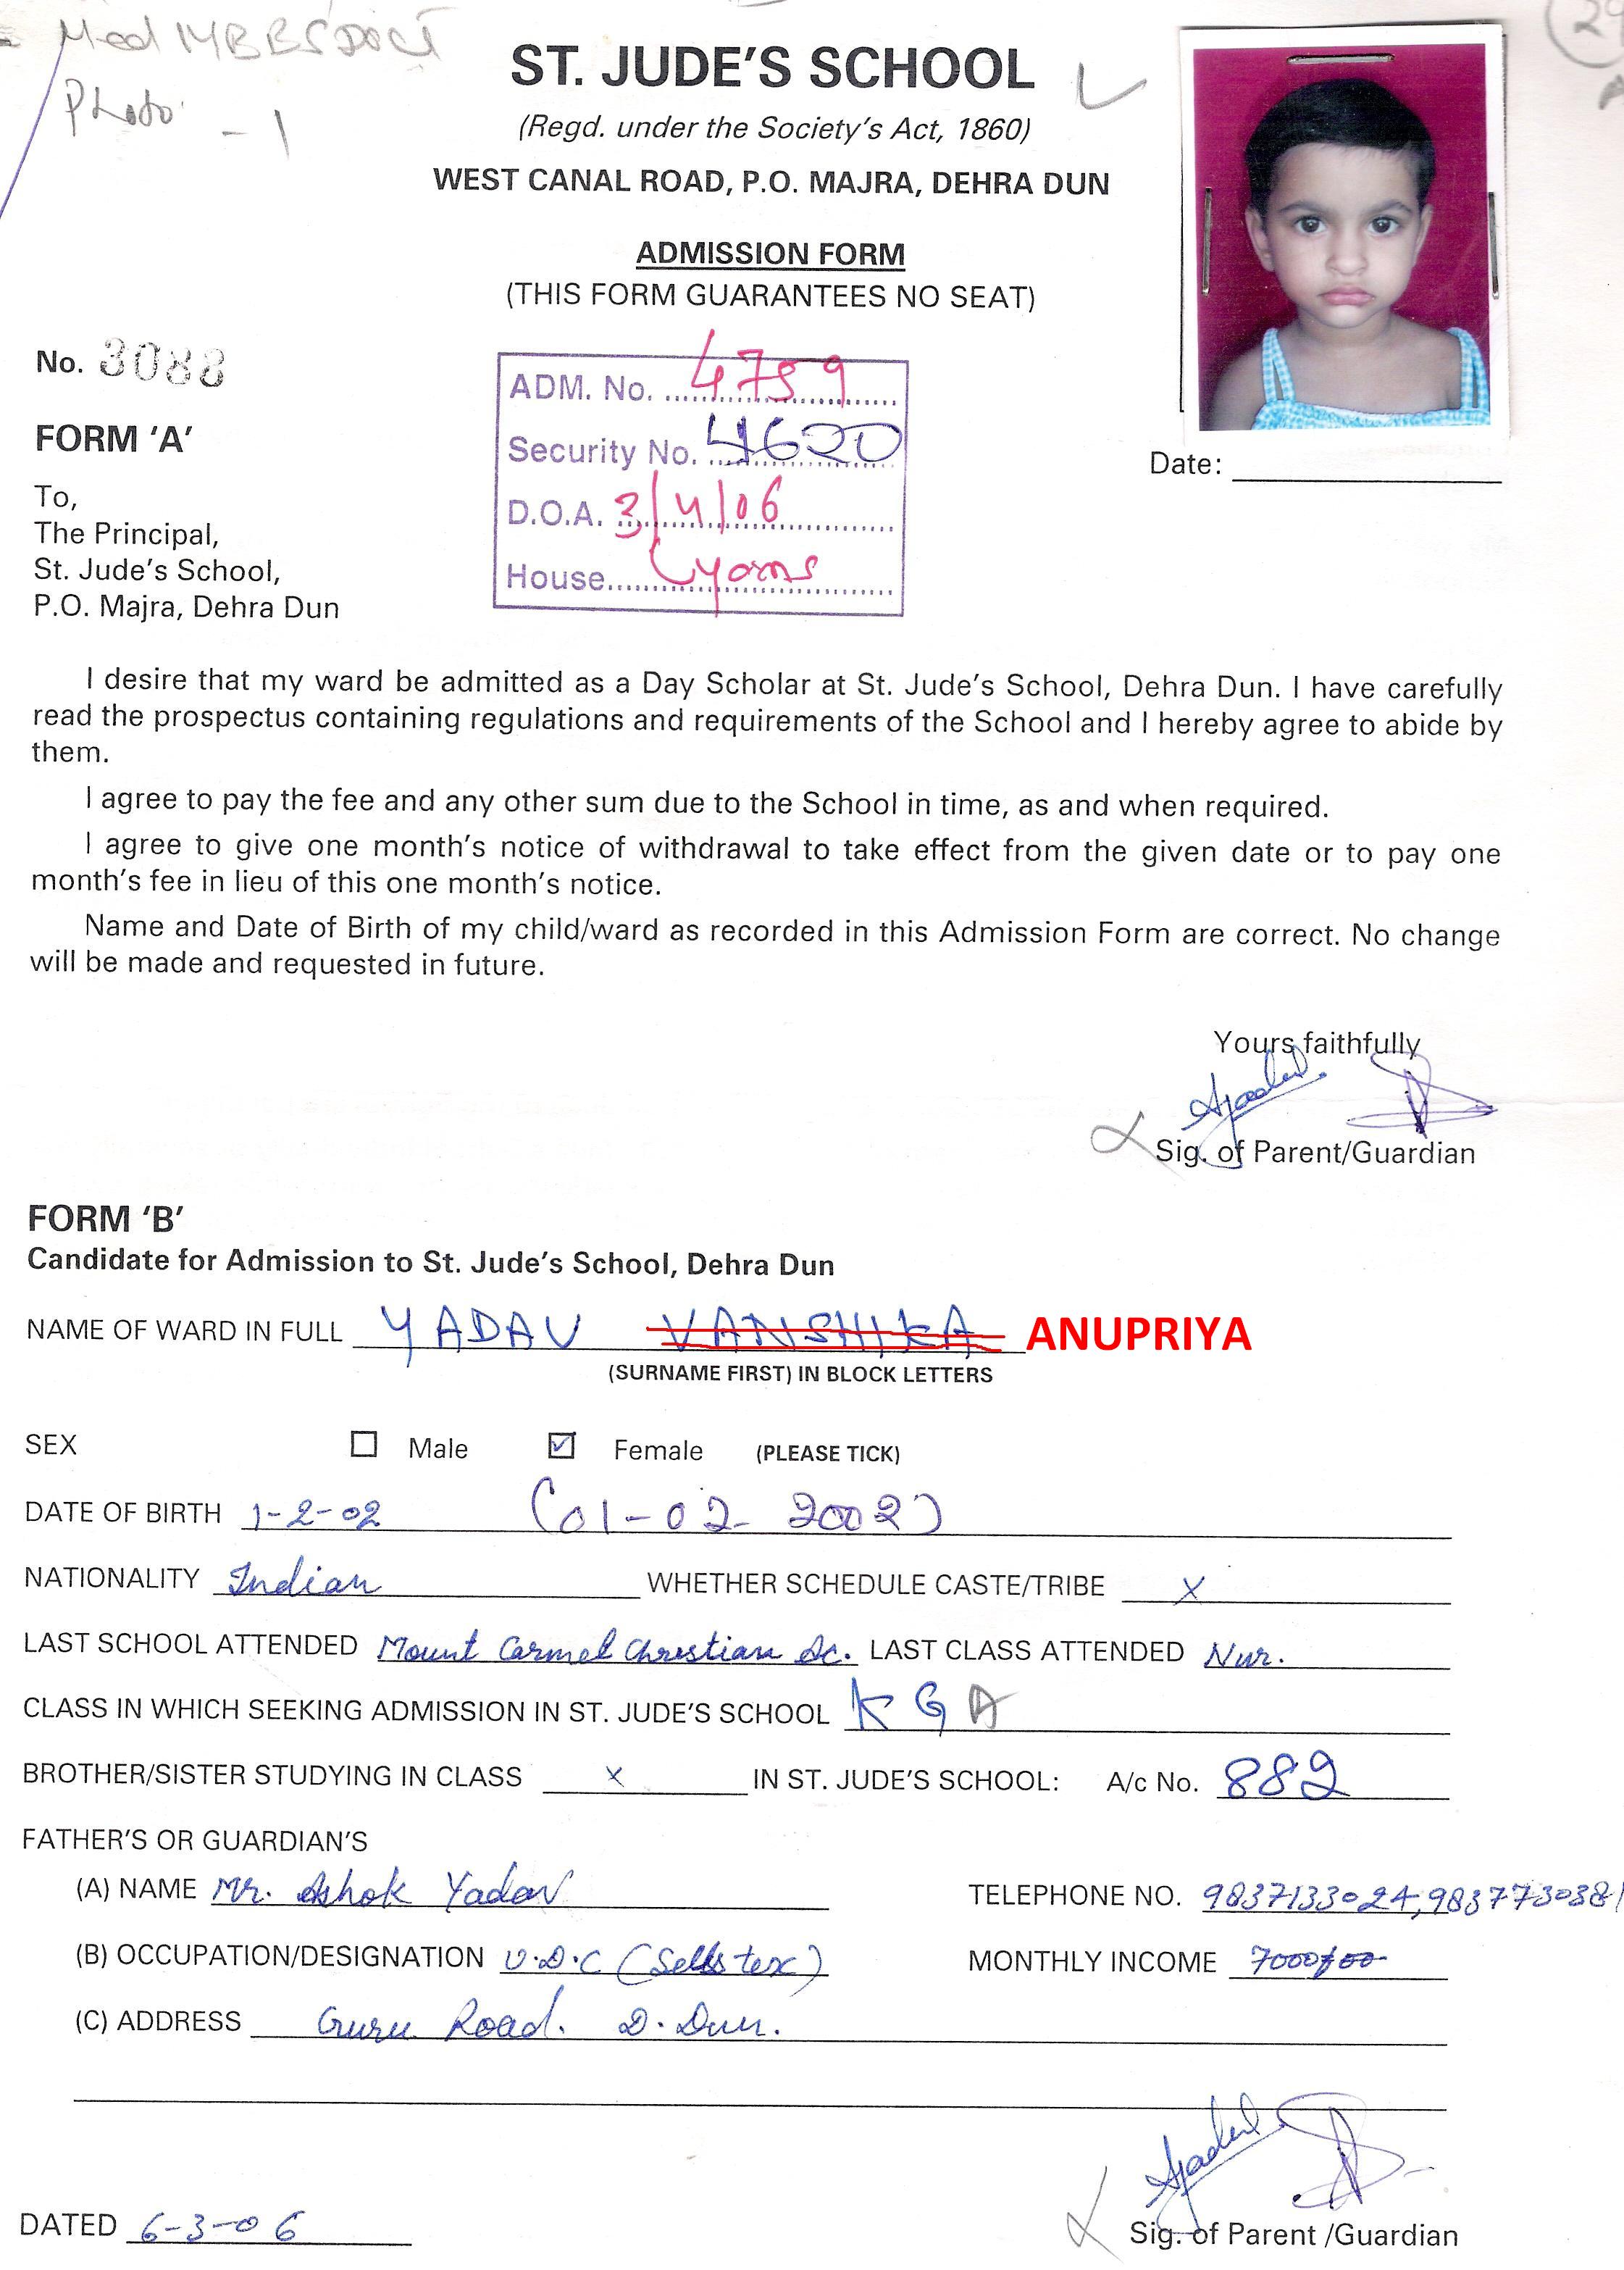 Photo - 1
ST. JUDE'S SCHOOL
(Regd. under the Society's Act, 1860)
WEST CANAL ROAD, P.O. MAJRA, DEHRA DUN
ADMISSION FORM
(THIS FORM GUARANTEES NO SEAT)
No. 3088
ADM. No. 4759
Security No. 4620
D.O.A. 3/4/06
House
Date:
FORM 'A'
To,
The Principal,
St. Jude's School,
P.O. Majra, Dehra Dun
I desire that my ward be admitted as a Day Scholar at St. Jude's School, Dehra Dun. I have carefully
read the prospectus containing regulations and requirements of the School and I hereby agree to abide by
them.
I agree to pay the fee and any other sum due to the School in time, as and when required.
I agree to give one month's notice of withdrawal to take effect from the given date or to pay one
month's fee in lieu of this one month's notice.
Name and Date of Birth of my child/ward as recorded in this Admission Form are correct. No change
will be made and requested in future.
Yours faithfully
Sig. of Parent/Guardian
FORM 'B'
Candidate for Admission to St. Jude's School, Dehra Dun
NAME OF WARD IN FULL YADAV VANSHIKA ANUPRIYA
(SURNAME FIRST) IN BLOCK LETTERS
SEX Male Female (PLEASE TICK)
DATE OF BIRTH 1-2-02 (01-02-2002)
NATIONALITY Indian WHETHER SCHEDULE CASTE/TRIBE X
LAST SCHOOL ATTENDED Mount Carmel Christian Sc. LAST CLASS ATTENDED Nur.
CLASS IN WHICH SEEKING ADMISSION IN ST. JUDE'S SCHOOL K G A
BROTHER/SISTER STUDYING IN CLASS X IN ST. JUDE'S SCHOOL: A/c No. 882
FATHER'S OR GUARDIAN'S
(A) NAME Mr. Ashok Yadav TELEPHONE NO. 9837133024, 9837730381
(B) OCCUPATION/DESIGNATION U.D.C (Sells tex) MONTHLY INCOME 7000/00
(C) ADDRESS Guru Road. D. Dun.
DATED 6-3-06
Sig. of Parent /Guardian